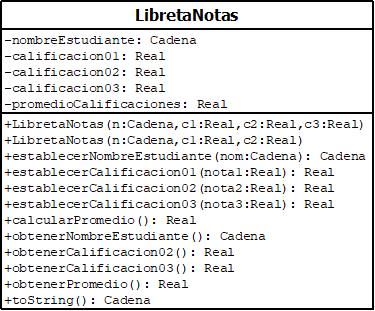 LibretaNotas
-nombreEstudiante: Cadena
-calificacion01: Real
-calificacion02: Real
-calificacion03: Real
-promedioCalificaciones: Real
+LibretaNotas(n:Cadena,c1:Real,c2:Real,c3:Real)
+LibretaNotas(n:Cadena,c1:Real,c2:Real)
+establecerNombreEstudiante(nom:Cadena): Cadena
+establecerCalificacion01(nota1:Real): Real
+establecerCalificacion02(nota2:Real): Real
+establecerCalificacion03(nota3:Real): Real
+calcularPromedio(): Real
+obtenerNombreEstudiante(): Cadena
+obtenerCalificacion02(): Real
+obtenerCalificacion03(): Real
+obtenerPromedio(): Real
+toString(): Cadena